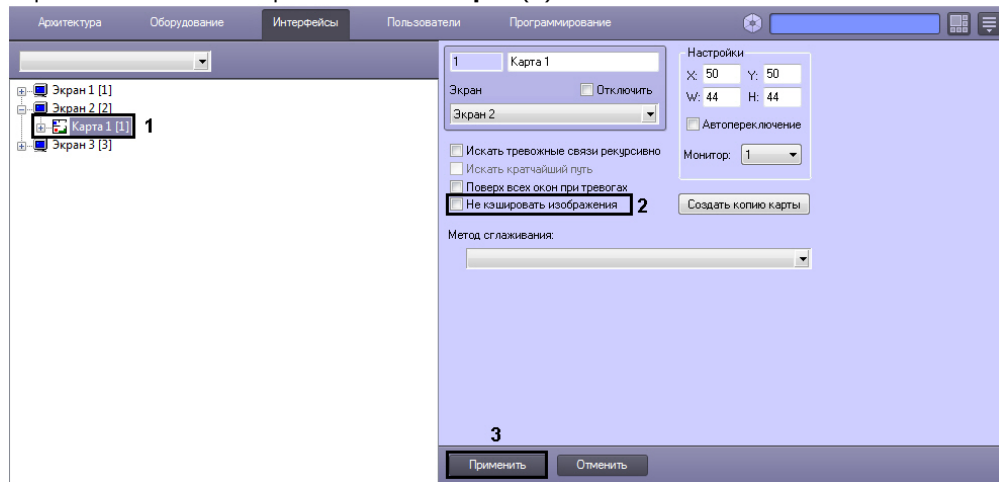 Архитектура Оборудование Интерфейсы Пользователи Программирование
Экран 1 [1]
Экран 2 [2]
Карта 1 [1] 1
Экран 3 [3]
1 Карта 1
Экран Отключить
Экран 2
Искать тревожные связи рекурсивно
Искать кратчайший путь
Поверх всех окон при тревогах
Не кэшировать изображения 2
Метод сглаживания:
Настройки
X: 50 Y: 50
W: 44 H: 44
Автопереключение
Монитор: 1
Создать копию карты
3
Применить Отменить